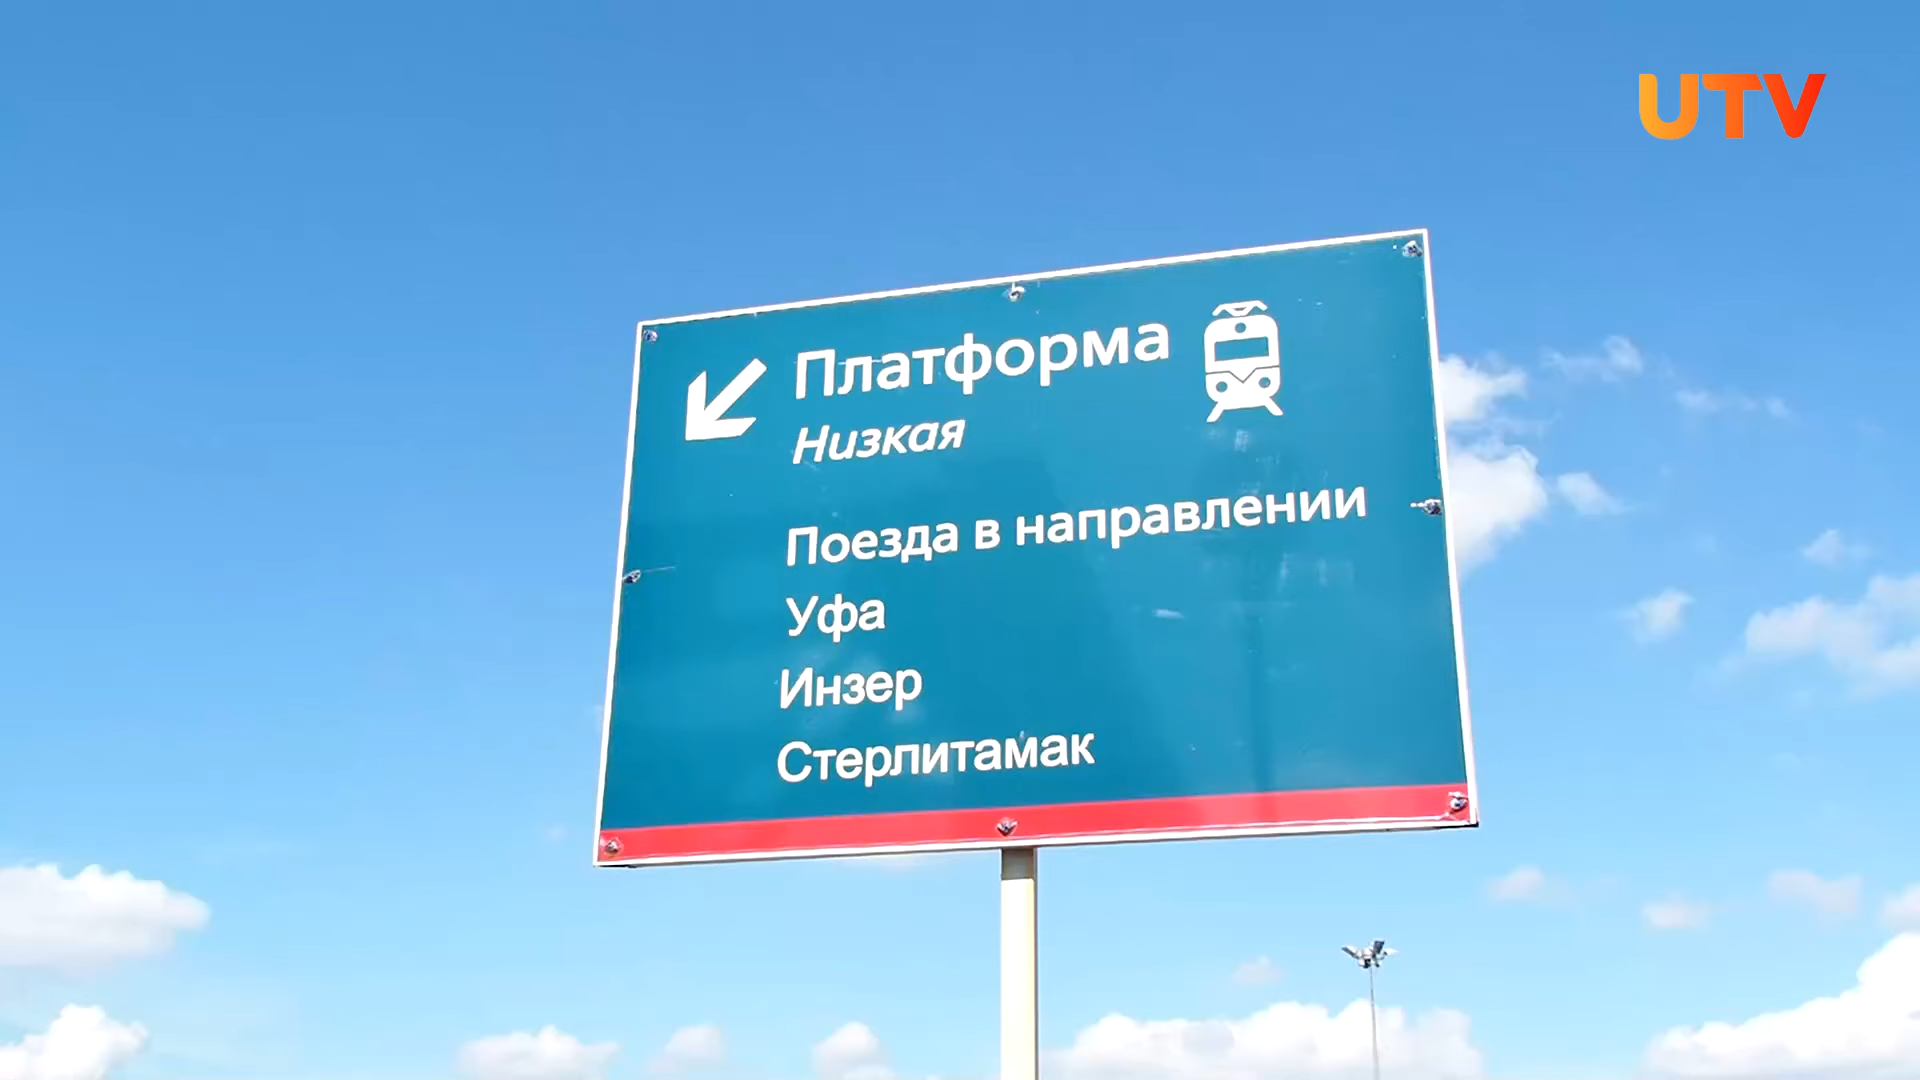 UTV
Платформа
Низкая
Поезда в направлении
Уфа
Инзер
Стерлитамак